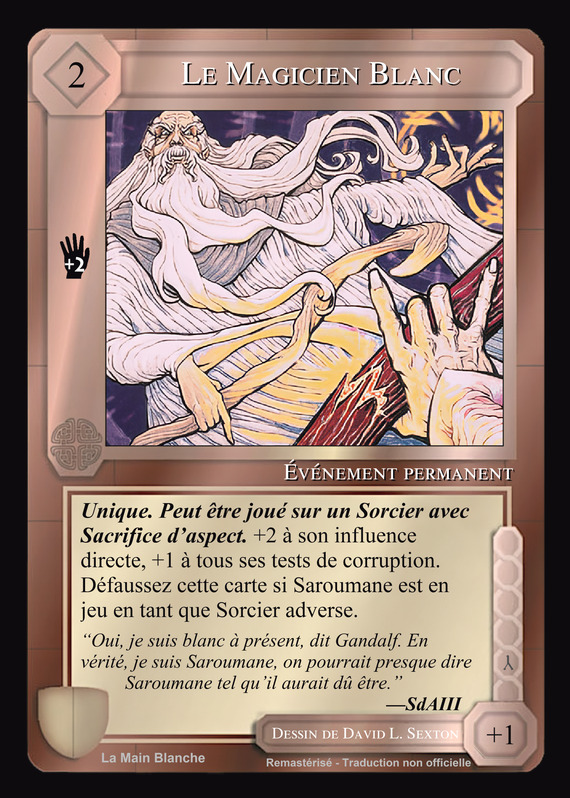 2
Le Magicien Blanc
+2
Événement permanent
Unique. Peut être joué sur un Sorcier avec
Sacrifice d’aspect. +2 à son influence
directe, +1 à tous ses tests de corruption.
Défaussez cette carte si Saroumane est en
jeu en tant que Sorcier adverse.
“Oui, je suis blanc à présent, dit Gandalf. En
vérité, je suis Saroumane, on pourrait presque dire
Saroumane tel qu’il aurait dû être.”
—SdAIII
Dessin de David L. Sexton
+1
La Main Blanche
Remastérisé - Traduction non officielle